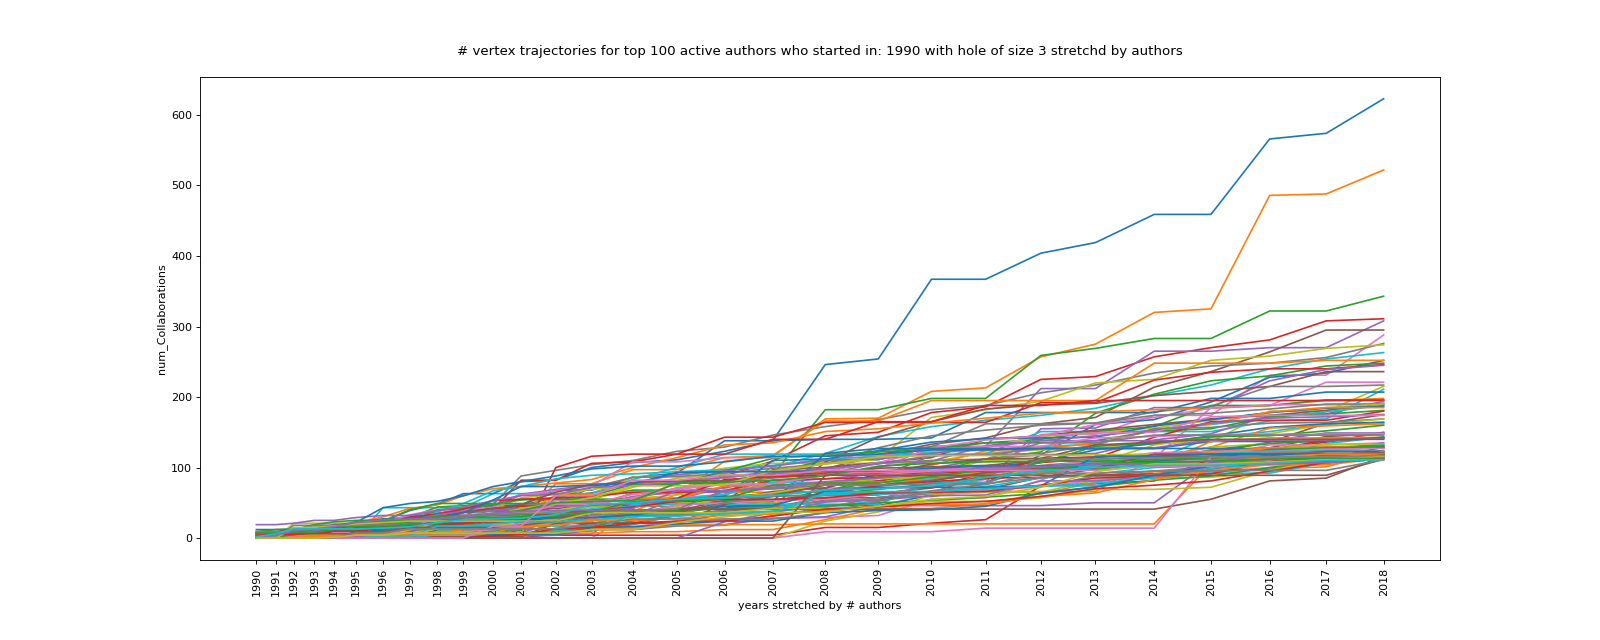 # vertex trajectories for top 100 active authors who started in: 1990 with hole of size 3 stretchd by authors
num_Collaborations
600
500
400
300
200
100
0
1990 1991 1992 1993 1994 1995 1996 1997 1998 1999 2000 2001 2002 2003 2004 2005 2006 2007 2008 2009 2010 2011 2012 2013 2014 2015 2016 2017 2018
years stretched by # authors